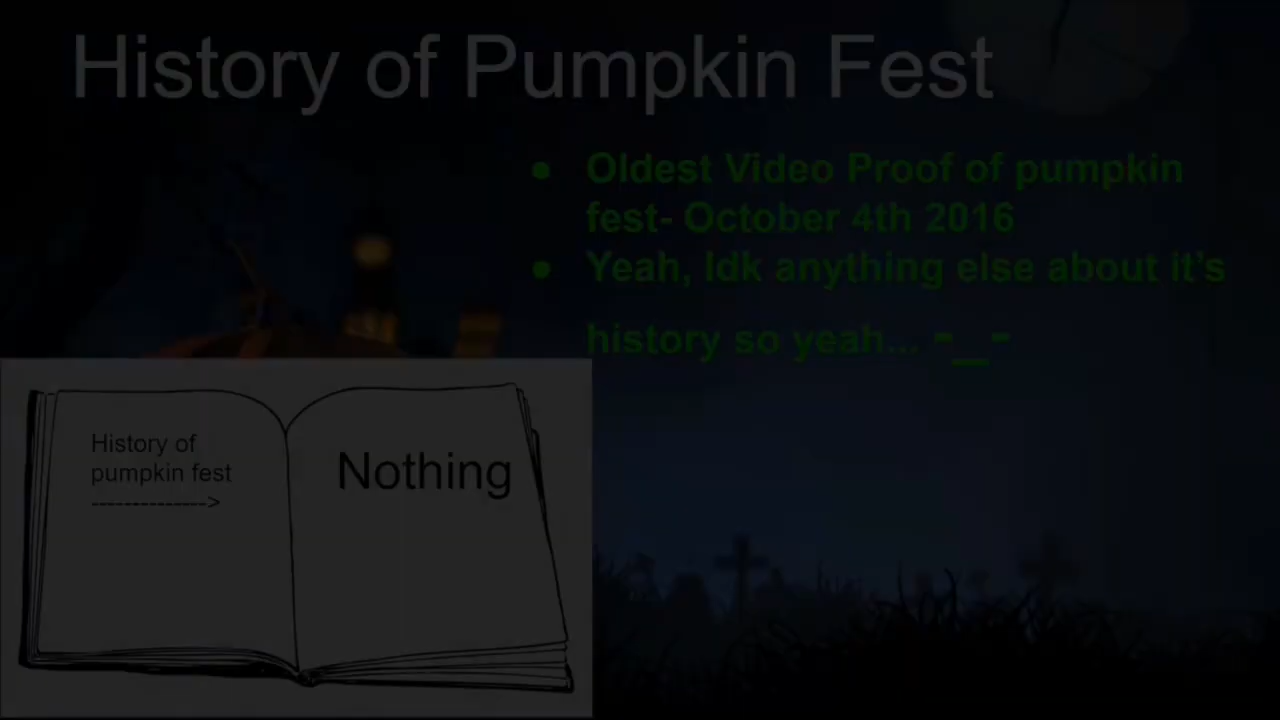 History of Pumpkin Fest
● Oldest Video Proof of pumpkin
fest- October 4th 2016
● Yeah, Idk anything else about it’s
history so yeah... -__-
History of
pumpkin fest
-------------->
Nothing